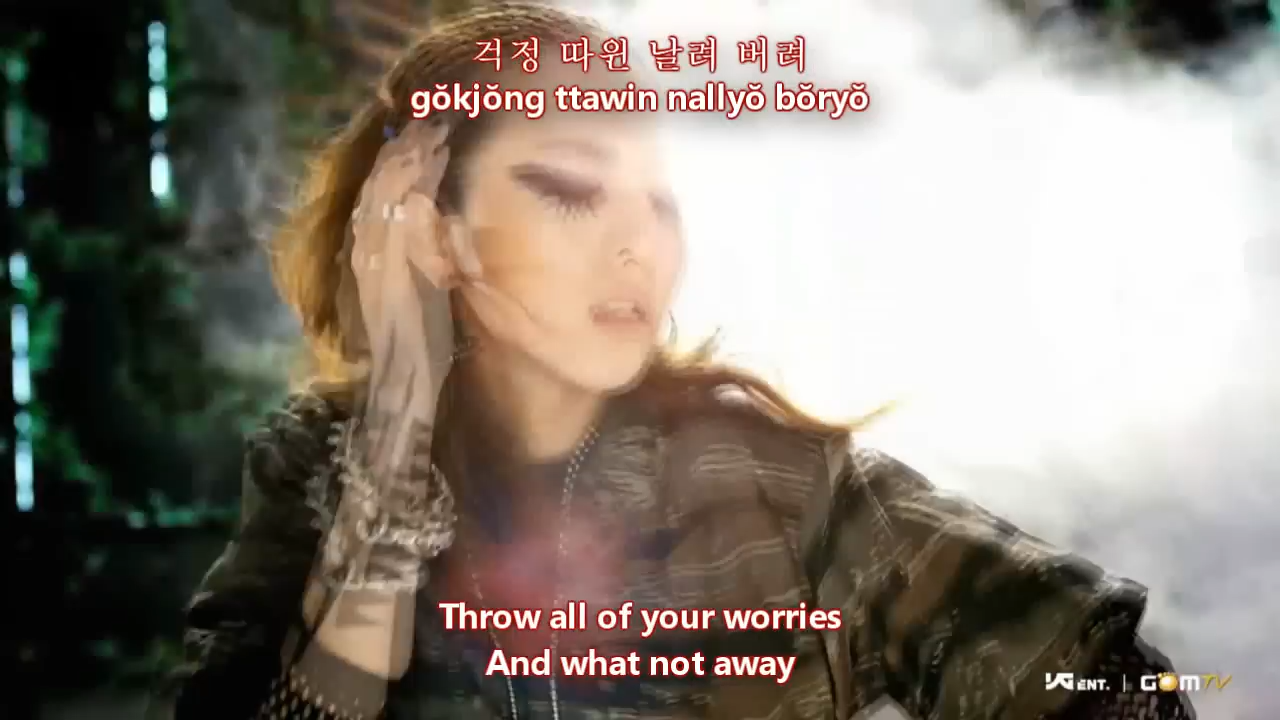 걱정 따윈 날려 버려
gŏkjŏng ttawin nallyŏ bŏryŏ
Throw all of your worries
And what not away
YG ENT. | GOMTV